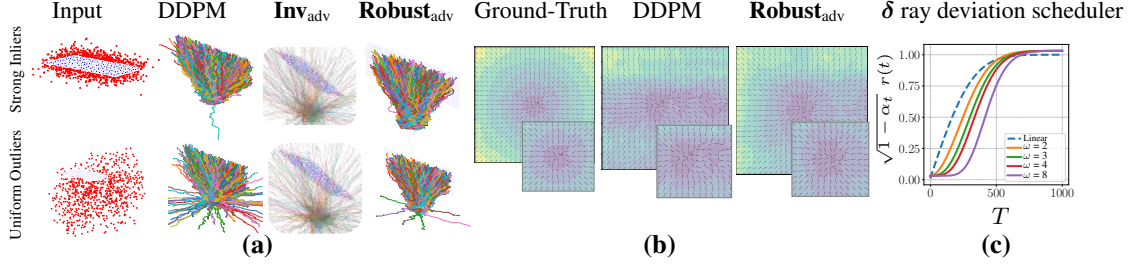 Input DDPM Inv_adv Robust_adv Ground-Truth DDPM Robust_adv δ ray deviation scheduler
Strong Inliers
Uniform Outliers
(a)
(b)
√1 − α_t r(t)
1.00
0.75
0.50
0.25
0.00
Linear
ω = 2
ω = 3
ω = 4
ω = 8
0 500 1000
T
(c)